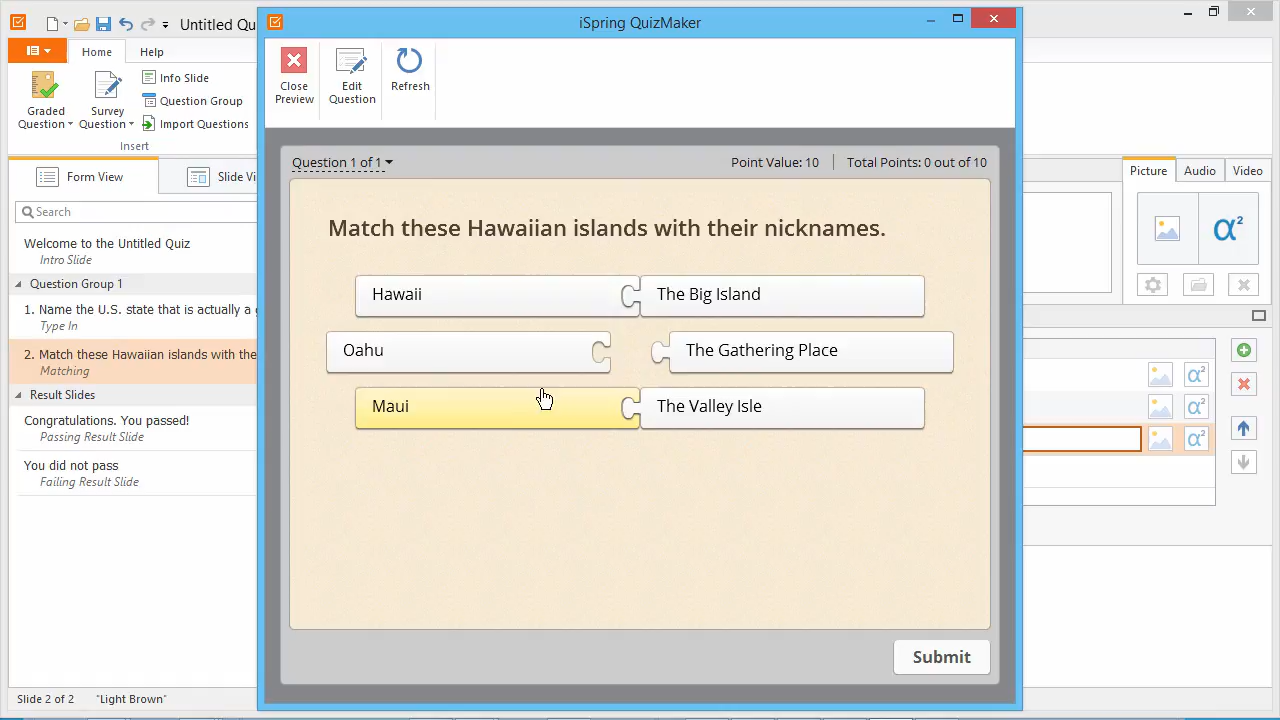 Untitled Qu
iSpring QuizMaker
Home
Help
Graded
Question
Survey
Question
Info Slide
Question Group
Import Questions
Insert
Close
Preview
Edit
Question
Refresh
Form View
Slide Vi
Search
Welcome to the Untitled Quiz
Intro Slide
Question Group 1
1. Name the U.S. state that is actually a g
Type In
2. Match these Hawaiian islands with the
Matching
Result Slides
Congratulations. You passed!
Passing Result Slide
You did not pass
Failing Result Slide
Question 1 of 1
Point Value: 10
Total Points: 0 out of 10
Match these Hawaiian islands with their nicknames.
Hawaii
The Big Island
Oahu
The Gathering Place
Maui
The Valley Isle
Submit
Picture
Audio
Video
α²
α²
α²
α²
Slide 2 of 2
"Light Brown"